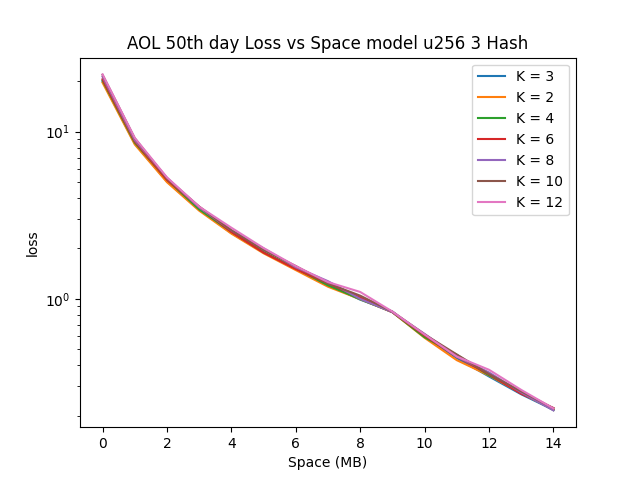 AOL 50th day Loss vs Space model u256 3 Hash
K = 3
K = 2
K = 4
K = 6
K = 8
K = 10
K = 12
10¹
10⁰
loss
0 2 4 6 8 10 12 14
Space (MB)